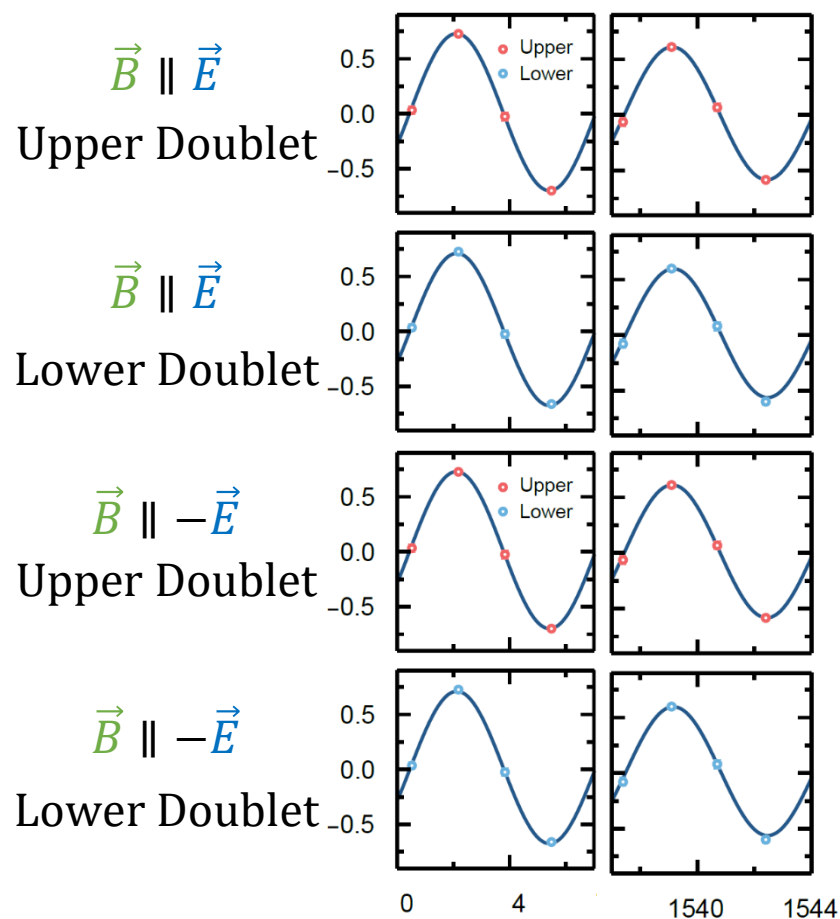 B⃗ ∥ E⃗
Upper Doublet
0.5
0.0
−0.5
Upper
Lower
B⃗ ∥ E⃗
Lower Doublet
0.5
0.0
−0.5
B⃗ ∥ −E⃗
Upper Doublet
0.5
0.0
−0.5
Upper
Lower
B⃗ ∥ −E⃗
Lower Doublet
0.5
0.0
−0.5
0 4 1540 1544